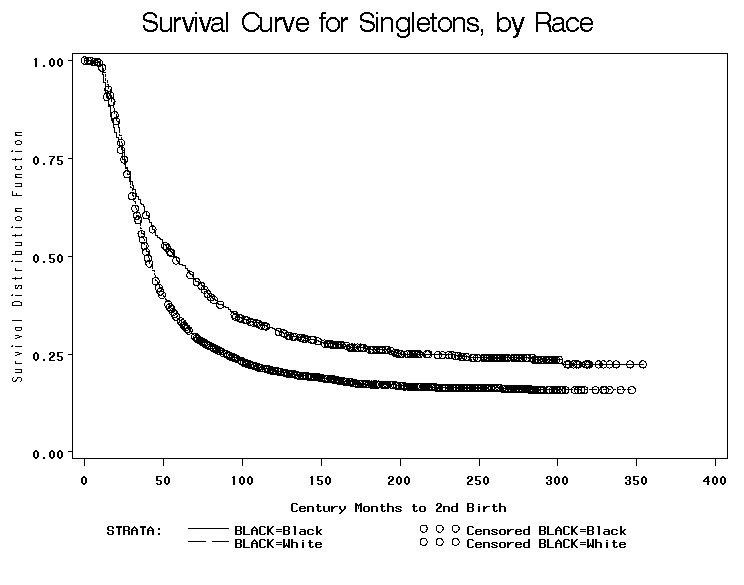 Survival Curve for Singletons, by Race
Survival Distribution Function
1.00
0.75
0.50
0.25
0.00
0 50 100 150 200 250 300 350 400
Century Months to 2nd Birth
STRATA: BLACK=Black Censored BLACK=Black
BLACK=White Censored BLACK=White